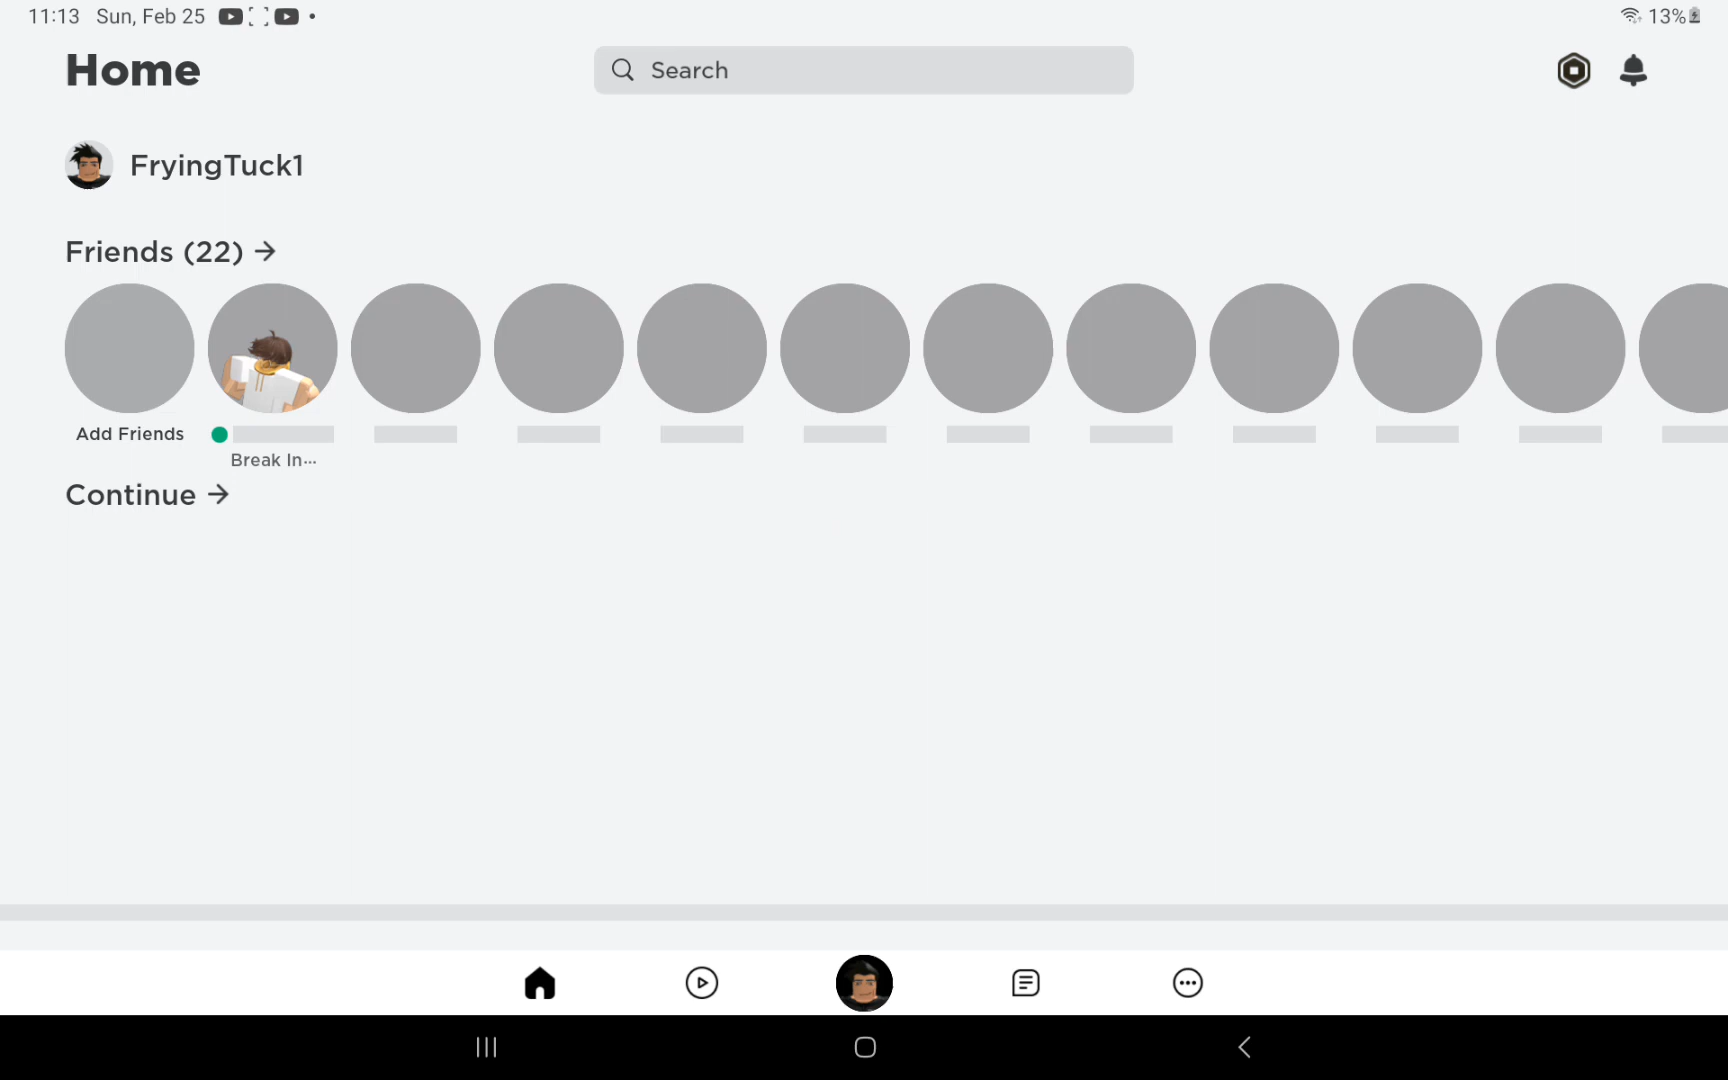 11:13 Sun, Feb 25
13%
Home
Search
FryingTuck1
Friends (22)
Add Friends
Break In...
Continue